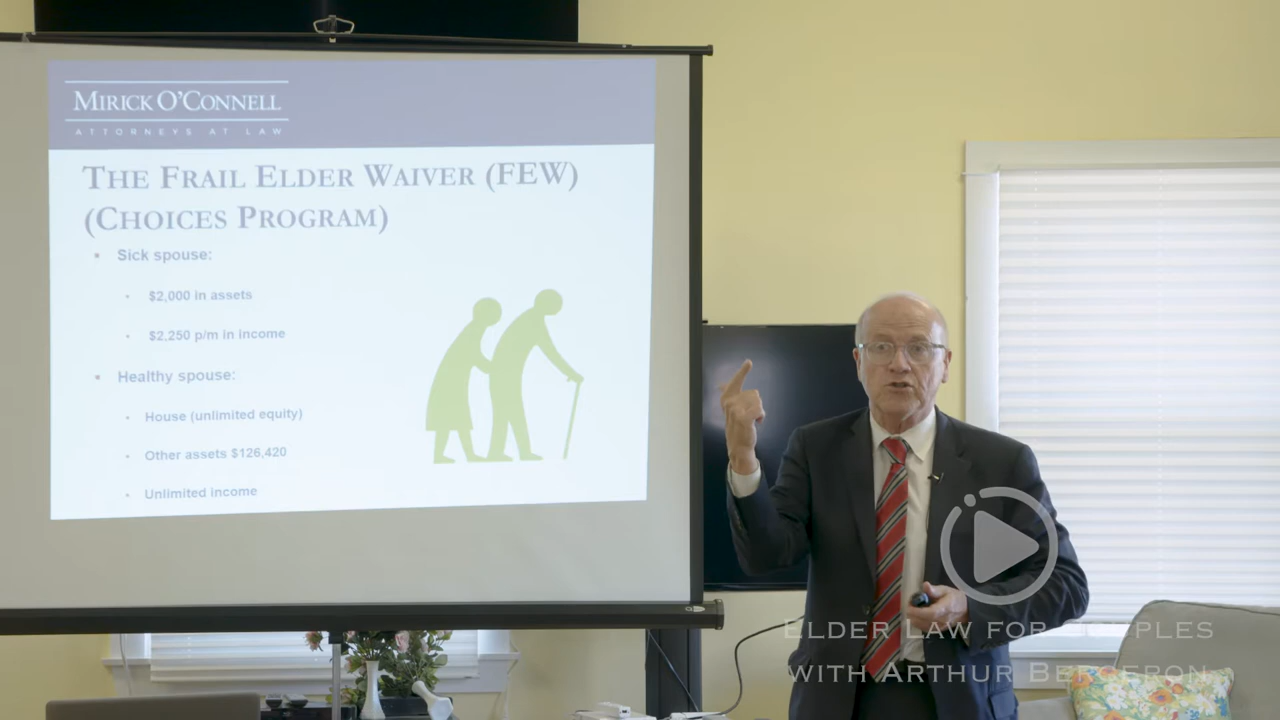 MIRICK O'CONNELL
ATTORNEYS AT LAW
THE FRAIL ELDER WAIVER (FEW)
(CHOICES PROGRAM)
▪ Sick spouse:
▪ $2,000 in assets
▪ $2,250 p/m in income
▪ Healthy spouse:
▪ House (unlimited equity)
▪ Other assets $126,420
▪ Unlimited income
ELDER LAW FOR COUPLES
WITH ARTHUR BERGERON